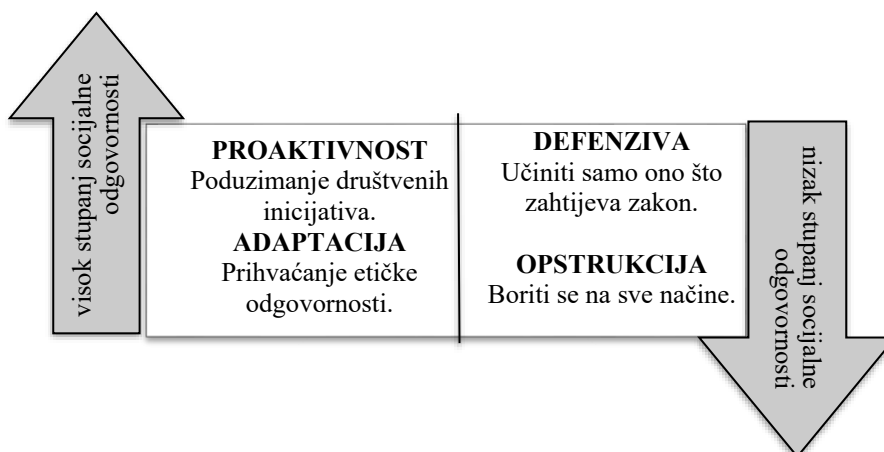 visok stupanj socijalne
odgovornosti
PROAKTIVNOST
Poduzimanje društvenih
inicijativa.
ADAPTACIJA
Prihvaćanje etičke
odgovornosti.
DEFENZIVA
Učiniti samo ono što
zahtijeva zakon.
OPSTRUKCIJA
Boriti se na sve načine.
nizak stupanj socijalne
odgovornosti